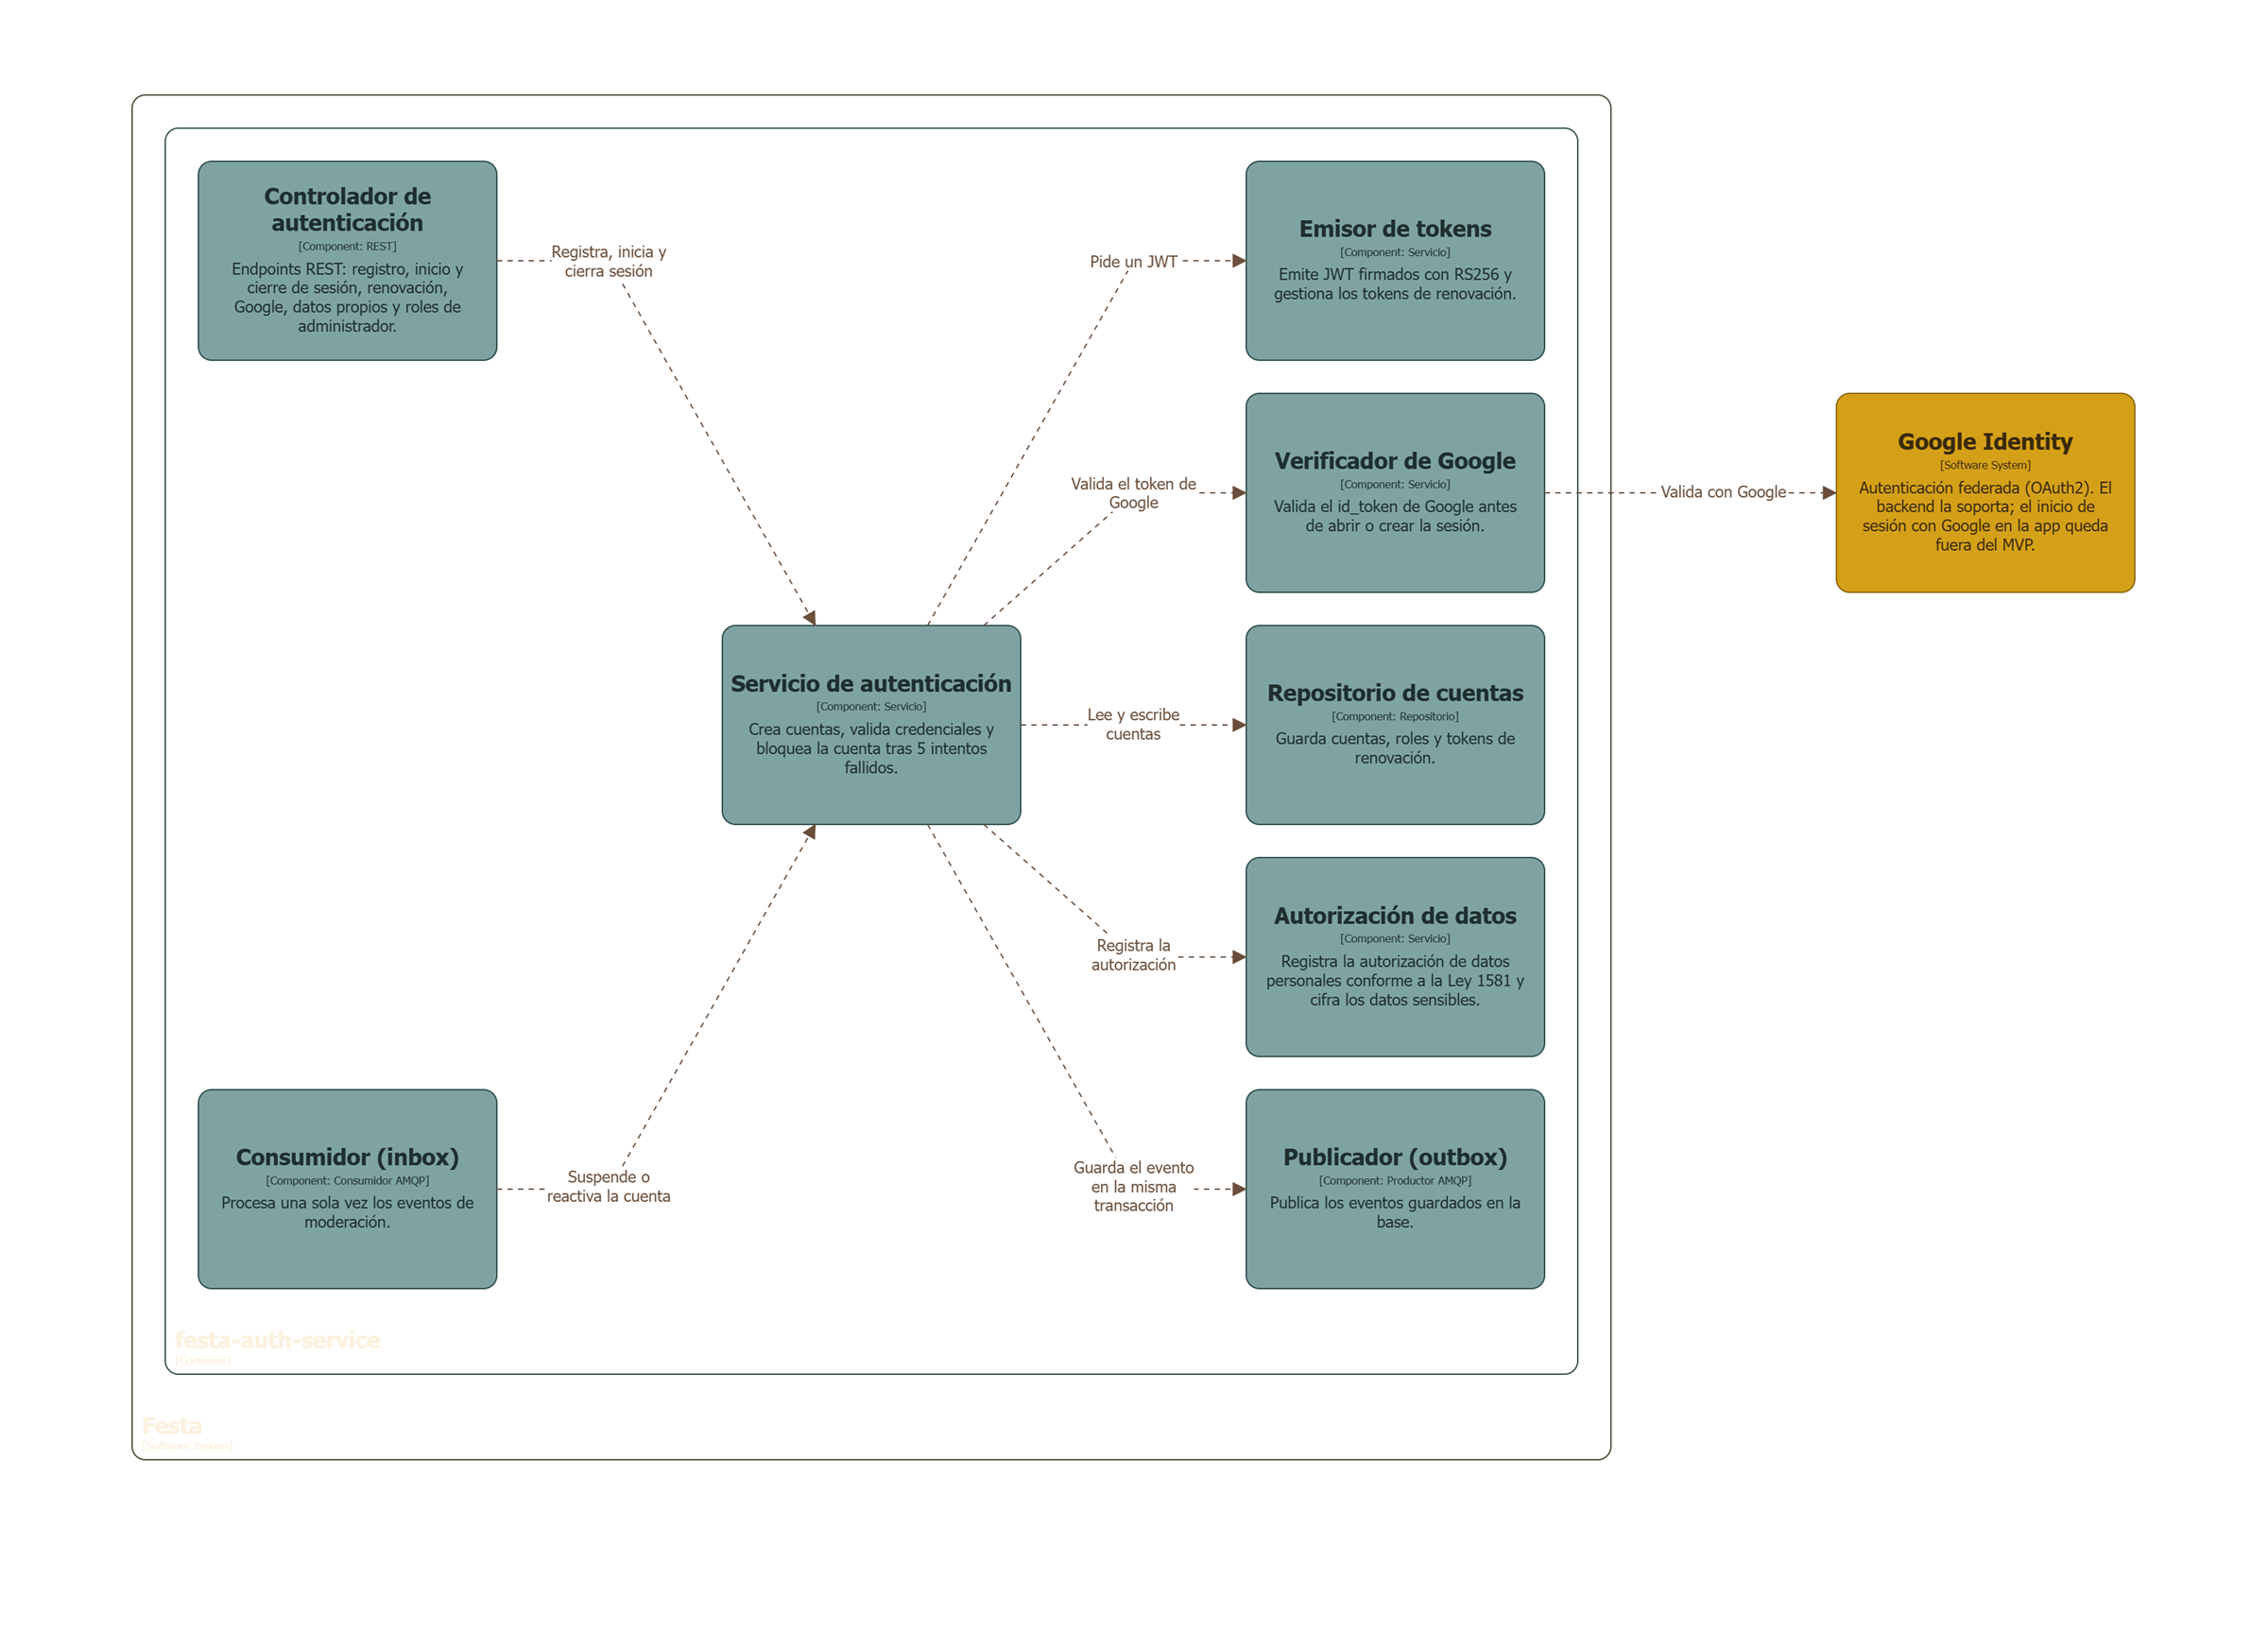 Controlador de
autenticación
[Component: REST]
Endpoints REST: registro, inicio y
cierre de sesión, renovación,
Google, datos propios y roles de
administrador.
Registra, inicia y
cierra sesión
Pide un JWT
Emisor de tokens
[Component: Servicio]
Emite JWT firmados con RS256 y
gestiona los tokens de renovación.
Valida el token de
Google
Verificador de Google
[Component: Servicio]
Valida el id_token de Google antes
de abrir o crear la sesión.
Valida con Google
Google Identity
[Software System]
Autenticación federada (OAuth2). El
backend la soporta; el inicio de
sesión con Google en la app queda
fuera del MVP.
Servicio de autenticación
[Component: Servicio]
Crea cuentas, valida credenciales y
bloquea la cuenta tras 5 intentos
fallidos.
Lee y escribe
cuentas
Repositorio de cuentas
[Component: Repositorio]
Guarda cuentas, roles y tokens de
renovación.
Registra la
autorización
Autorización de datos
[Component: Servicio]
Registra la autorización de datos
personales conforme a la Ley 1581 y
cifra los datos sensibles.
Consumidor (inbox)
[Component: Consumidor AMQP]
Procesa una sola vez los eventos de
moderación.
Suspende o
reactiva la cuenta
Guarda el evento
en la misma
transacción
Publicador (outbox)
[Component: Productor AMQP]
Publica los eventos guardados en la
base.
festa-auth-service
[Container]
Festa
[Software System]